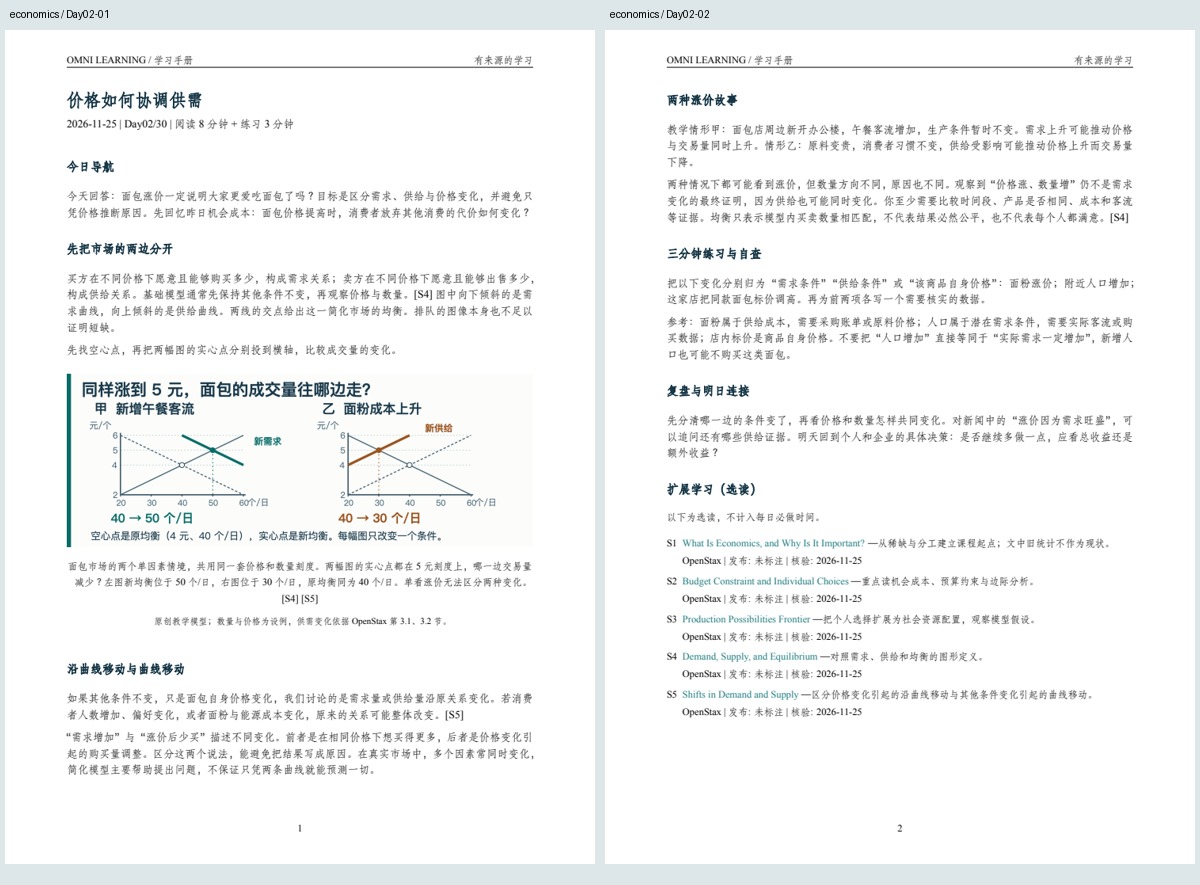 economics / Day02-01
OMNI LEARNING / 学习手册
有来源的学习
价格如何协调供需
2026-11-25 | Day02/30 | 阅读 8 分钟 + 练习 3 分钟
今日导航
今天回答：面包涨价一定说明大家更爱吃面包了吗？目标是区分需求、供给与价格变化，并避免只
凭价格推断原因。先回忆昨日机会成本：面包价格提高时，消费者放弃其他消费的代价如何变化？
先把市场的两边分开
买方在不同价格下愿意且能够购买多少，构成需求关系；卖方在不同价格下愿意且能够出售多少，
构成供给关系。基础模型通常先保持其他条件不变，再观察价格与数量。[S4] 图中向下倾斜的是需
求曲线，向上倾斜的是供给曲线。两线的交点给出这一简化市场的均衡。排队的图像本身也不足以
证明短缺。
先找空心点，再把两幅图的实心点分别投到横轴，比较成交量的变化。
同样涨到 5 元，面包的成交量往哪边走？
甲 新增午餐客流
元/个
6
5
4
2
20 30 40 50 60个/日
新需求
40 → 50 个/日
乙 面粉成本上升
元/个
6
5
4
2
20 30 40 50 60个/日
新供给
40 → 30 个/日
空心点是原均衡（4 元、40 个/日），实心点是新均衡。每幅图只改变一个条件。
面包市场的两个单因素情境，共用同一套价格和数量刻度。两幅图的实心点都在 5 元刻度上，哪一边交易量
减少？左图新均衡位于 50 个/日，右图位于 30 个/日，原均衡同为 40 个/日。单看涨价无法区分两种变化。
[S4] [S5]
原创教学模型；数量与价格为设例，供需变化依据 OpenStax 第 3.1、3.2 节。
沿曲线移动与曲线移动
如果其他条件不变，只是面包自身价格变化，我们讨论的是需求量或供给量沿原关系变化。若消费
者人数增加、偏好变化，或者面粉与能源成本变化，原来的关系可能整体改变。[S5]
“需求增加”与“涨价后少买”描述不同变化。前者是在相同价格下想买得更多，后者是价格变化引
起的购买量调整。区分这两个说法，能避免把结果写成原因。在真实市场中，多个因素常同时变化，
简化模型主要帮助提出问题，不保证只凭两条曲线就能预测一切。
1
economics / Day02-02
OMNI LEARNING / 学习手册
有来源的学习
两种涨价故事
教学情形甲：面包店周边新开办公楼，午餐客流增加，生产条件暂时不变。需求上升可能推动价格
与交易量同时上升。情形乙：原料变贵，消费者习惯不变，供给受影响可能推动价格上升而交易量
下降。
两种情况下都可能看到涨价，但数量方向不同，原因也不同。观察到“价格涨、数量增”仍不是需求
变化的最终证明，因为供给也可能同时变化。你至少需要比较时间段、产品是否相同、成本和客流
等证据。均衡只表示模型内买卖数量相匹配，不代表结果必然公平，也不代表每个人都满意。[S4]
三分钟练习与自查
把以下变化分别归为“需求条件”“供给条件”或“该商品自身价格”：面粉涨价；附近人口增加；
这家店把同款面包标价调高。再为前两项各写一个需要核实的数据。
参考：面粉属于供给成本，需要采购账单或原料价格；人口属于潜在需求条件，需要实际客流或购
买数据；店内标价是商品自身价格。不要把“人口增加”直接等同于“实际需求一定增加”，新增人
口也可能不购买这类面包。
复盘与明日连接
先分清哪一边的条件变了，再看价格和数量怎样共同变化。对新闻中的“涨价因为需求旺盛”，可
以追问还有哪些供给证据。明天回到个人和企业的具体决策：是否继续多做一点，应看总收益还是
额外收益？
扩展学习（选读）
以下为选读，不计入每日必做时间。
S1 What Is Economics, and Why Is It Important? —从稀缺与分工建立课程起点；文中旧统计不作为现状。
OpenStax | 发布: 未标注 | 核验: 2026-11-25
S2 Budget Constraint and Individual Choices —重点读机会成本、预算约束与边际分析。
OpenStax | 发布: 未标注 | 核验: 2026-11-25
S3 Production Possibilities Frontier —把个人选择扩展为社会资源配置，观察模型假设。
OpenStax | 发布: 未标注 | 核验: 2026-11-25
S4 Demand, Supply, and Equilibrium —对照需求、供给和均衡的图形定义。
OpenStax | 发布: 未标注 | 核验: 2026-11-25
S5 Shifts in Demand and Supply —区分价格变化引起的沿曲线移动与其他条件变化引起的曲线移动。
OpenStax | 发布: 未标注 | 核验: 2026-11-25
2